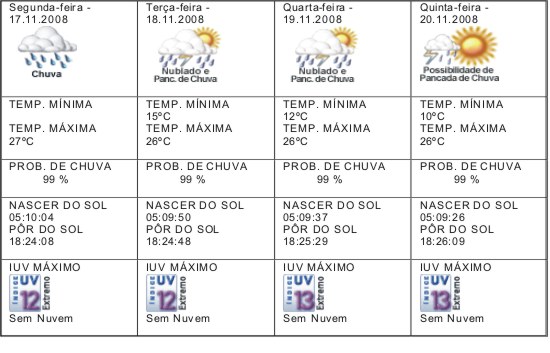 Segunda-feira -
17.11.2008
Chuva
TEMP. MÍNIMA
TEMP. MÁXIMA
27ºC
PROB. DE CHUVA
99 %
NASCER DO SOL
05:10:04
PÔR DO SOL
18:24:08
IUV MÁXIMO
ÍNDICE UV 12 Extremo
Sem Nuvem
Terça-feira -
18.11.2008
Nublado e
Panc. de Chuva
TEMP. MÍNIMA
15ºC
TEMP. MÁXIMA
26ºC
PROB. DE CHUVA
99 %
NASCER DO SOL
05:09:50
PÔR DO SOL
18:24:48
IUV MÁXIMO
ÍNDICE UV 12 Extremo
Sem Nuvem
Quarta-feira -
19.11.2008
Nublado e
Panc. de Chuva
TEMP. MÍNIMA
12ºC
TEMP. MÁXIMA
26ºC
PROB. DE CHUVA
99 %
NASCER DO SOL
05:09:37
PÔR DO SOL
18:25:29
IUV MÁXIMO
ÍNDICE UV 13 Extremo
Sem Nuvem
Quinta-feira -
20.11.2008
Possibilidade de
Pancada de Chuva
TEMP. MÍNIMA
10ºC
TEMP. MÁXIMA
26ºC
PROB. DE CHUVA
99 %
NASCER DO SOL
05:09:26
PÔR DO SOL
18:26:09
IUV MÁXIMO
ÍNDICE UV 13 Extremo
Sem Nuvem